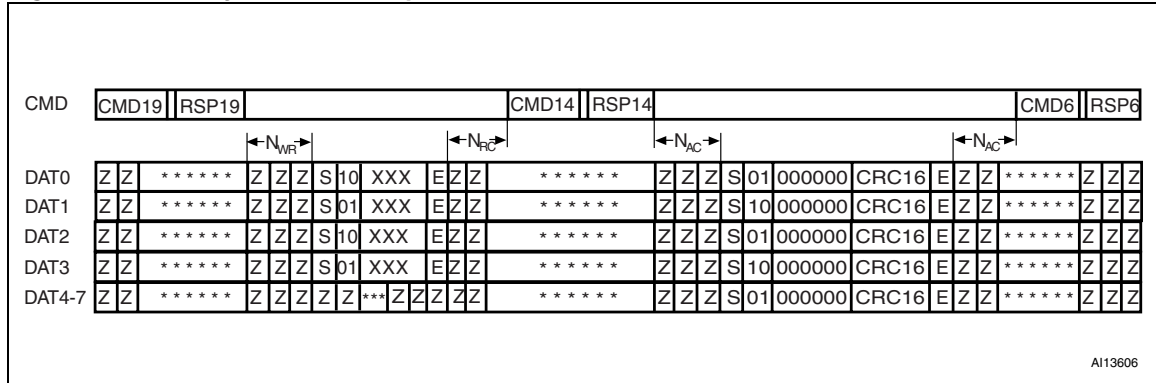 CMD CMD19 RSP19 CMD14 RSP14 CMD6 RSP6
NWR NRC NAC NAC
DAT0 Z Z * * * * * * Z Z Z S 10 XXX E Z Z * * * * * * Z Z Z S 01 000000 CRC16 E Z Z * * * * * * Z Z Z
DAT1 Z Z * * * * * * Z Z Z S 01 XXX E Z Z * * * * * * Z Z Z S 10 000000 CRC16 E Z Z * * * * * * Z Z Z
DAT2 Z Z * * * * * * Z Z Z S 10 XXX E Z Z * * * * * * Z Z Z S 01 000000 CRC16 E Z Z * * * * * * Z Z Z
DAT3 Z Z * * * * * * Z Z Z S 01 XXX E Z Z * * * * * * Z Z Z S 10 000000 CRC16 E Z Z * * * * * * Z Z Z
DAT4-7 Z Z * * * * * * Z Z Z Z Z *** Z Z Z Z Z * * * * * * Z Z Z S 01 000000 CRC16 E Z Z * * * * * * Z Z Z
AI13606